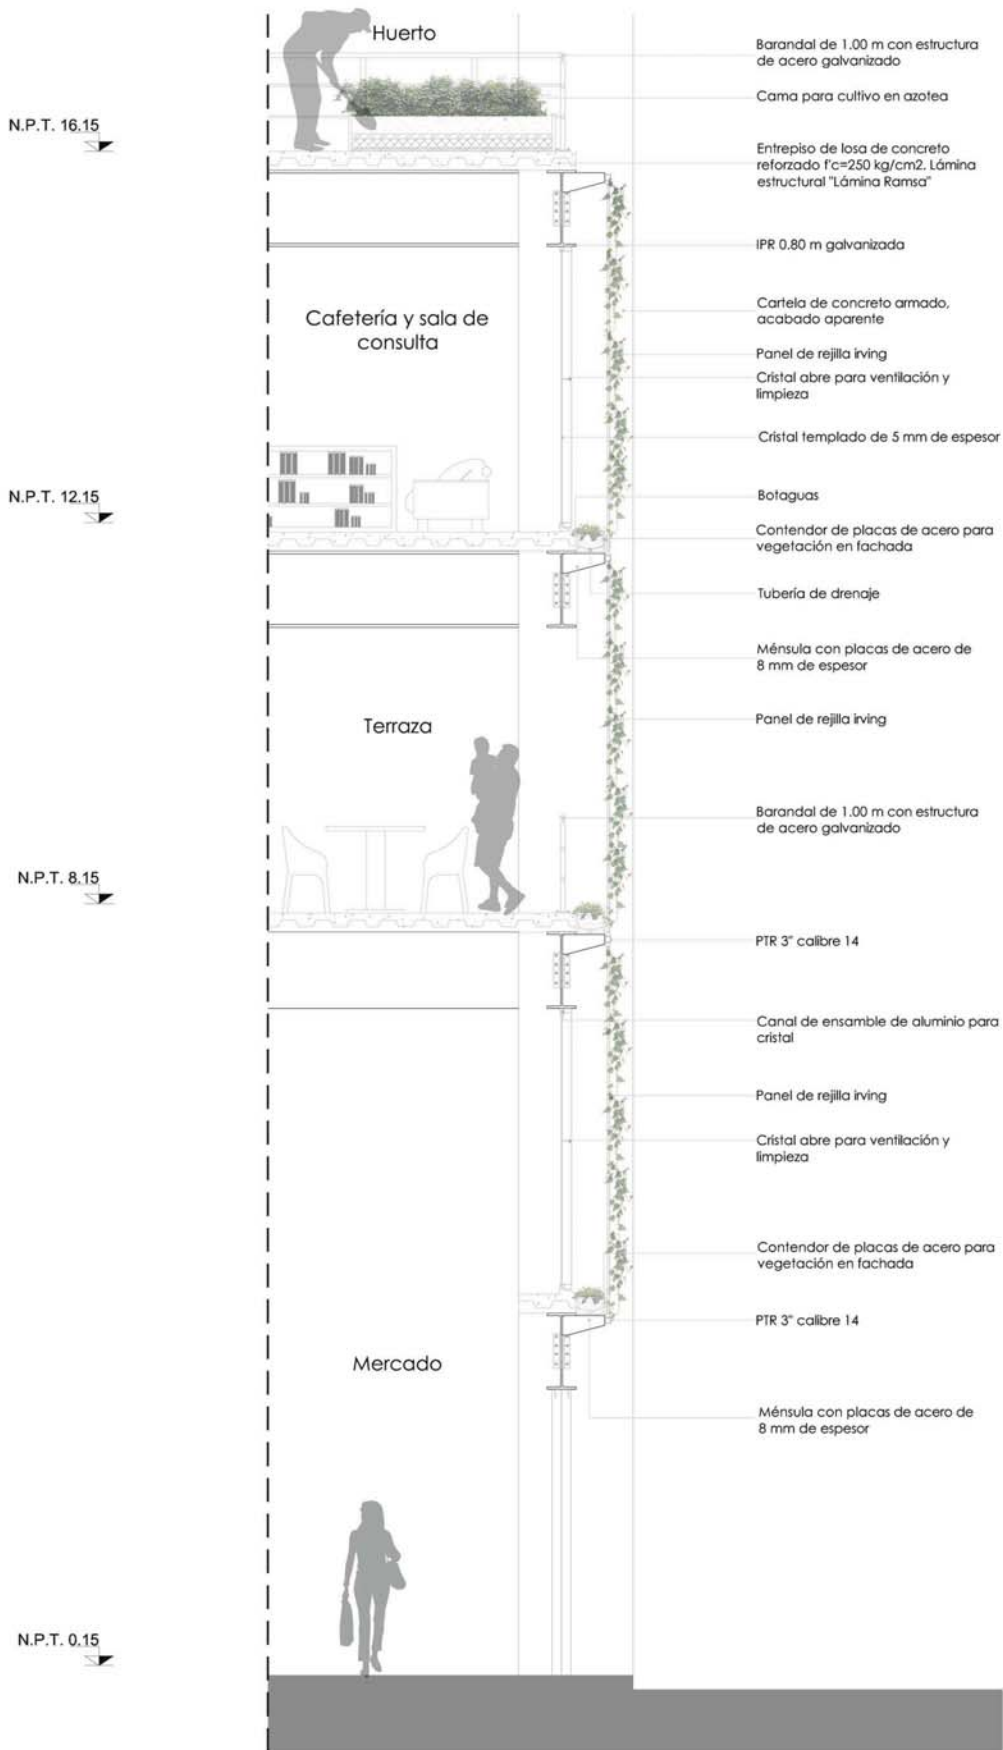 Huerto
Barandal de 1.00 m con estructura
de acero galvanizado
Cama para cultivo en azotea
N.P.T. 16.15
Entrepiso de losa de concreto
reforzado f'c=250 kg/cm2. Lámina
estructural "Lámina Ramsa"
IPR 0.80 m galvanizada
Cafetería y sala de
consulta
Cartela de concreto armado,
acabado aparente
Panel de rejilla irving
Cristal abre para ventilación y
limpieza
Cristal templado de 5 mm de espesor
N.P.T. 12.15
Botaguas
Contendor de placas de acero para
vegetación en fachada
Tubería de drenaje
Ménsula con placas de acero de
8 mm de espesor
Terraza
Panel de rejilla irving
Barandal de 1.00 m con estructura
de acero galvanizado
N.P.T. 8.15
PTR 3" calibre 14
Canal de ensamble de aluminio para
cristal
Panel de rejilla irving
Cristal abre para ventilación y
limpieza
Contendor de placas de acero para
vegetación en fachada
PTR 3" calibre 14
Mercado
Ménsula con placas de acero de
8 mm de espesor
N.P.T. 0.15